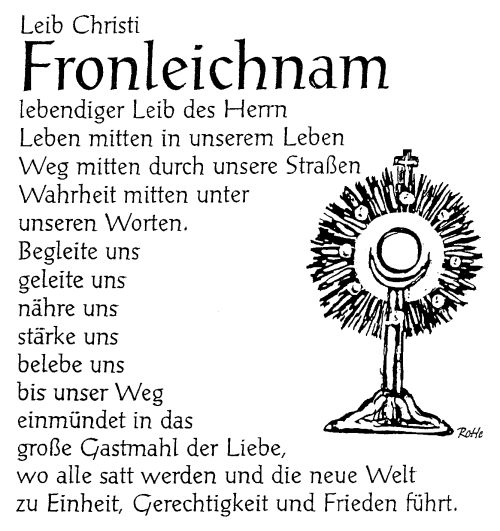 Leib Christi
Fronleichnam
lebendiger Leib des Herrn
Leben mitten in unserem Leben
Weg mitten durch unsere Straßen
Wahrheit mitten unter
unseren Worten.
Begleite uns
geleite uns
nähre uns
stärke uns
belebe uns
bis unser Weg
einmündet in das
große Gastmahl der Liebe,
wo alle satt werden und die neue Welt
zu Einheit, Gerechtigkeit und Frieden führt.
RoHe